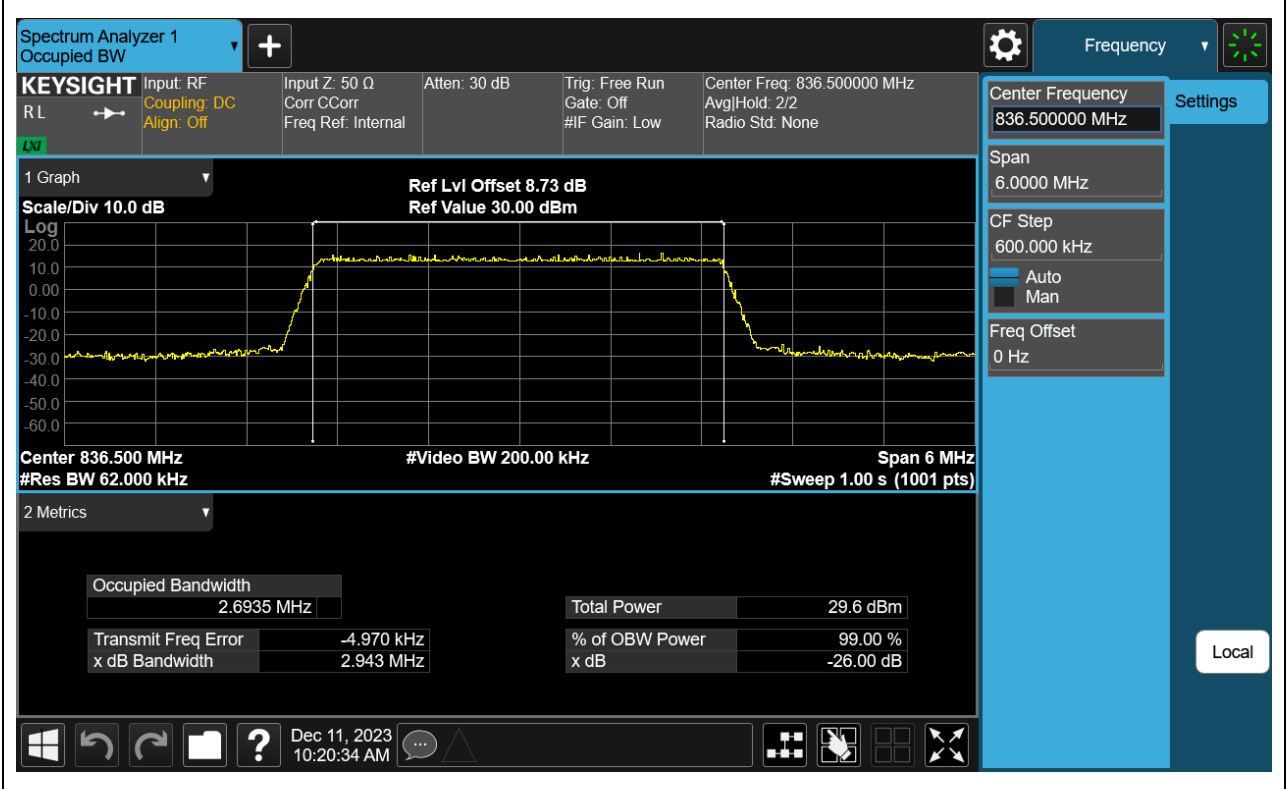 Spectrum Analyzer 1
Occupied BW
+
Frequency
KEYSIGHT
R L
LXI
Input: RF
Coupling: DC
Align: Off
Input Z: 50 Ω
Corr CCorr
Freq Ref: Internal
Atten: 30 dB
Trig: Free Run
Gate: Off
#IF Gain: Low
Center Freq: 836.500000 MHz
Avg|Hold: 2/2
Radio Std: None
Center Frequency
836.500000 MHz
Settings
Span
6.0000 MHz
CF Step
600.000 kHz
Auto
Man
Freq Offset
0 Hz
Local
1 Graph
Scale/Div 10.0 dB
Ref Lvl Offset 8.73 dB
Ref Value 30.00 dBm
Log
20.0
10.0
0.00
-10.0
-20.0
-30.0
-40.0
-50.0
-60.0
Center 836.500 MHz
#Video BW 200.00 kHz
Span 6 MHz
#Res BW 62.000 kHz
#Sweep 1.00 s (1001 pts)
2 Metrics
Occupied Bandwidth
2.6935 MHz
Total Power 29.6 dBm
Transmit Freq Error -4.970 kHz
% of OBW Power 99.00 %
x dB Bandwidth 2.943 MHz
x dB -26.00 dB
?
Dec 11, 2023
10:20:34 AM